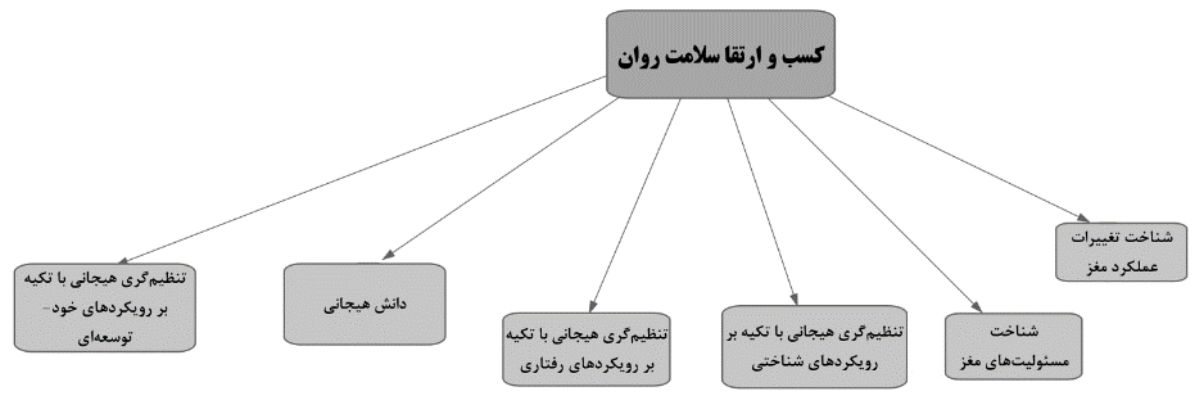 کسب و ارتقا سلامت روان
شناخت تغییرات
عملکرد مغز
شناخت
مسئولیت‌های مغز
تنظیم‌گری هیجانی با تکیه بر
رویکردهای شناختی
تنظیم‌گری هیجانی با تکیه
بر رویکردهای رفتاری
دانش هیجانی
تنظیم‌گری هیجانی با تکیه
بر رویکردهای خود-
توسعه‌ای